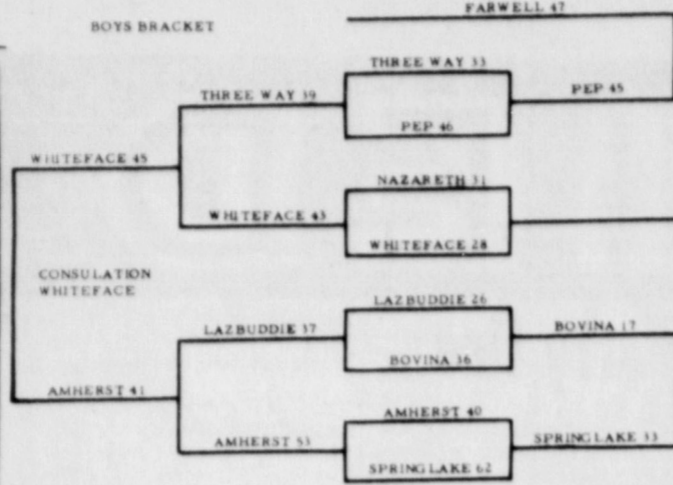 FARWELL 47
BOYS BRACKET
THREE WAY 33
PEP 45
THREE WAY 39
PEP 46
WHITEFACE 45
NAZARETH 31
WHITEFACE 43
WHITEFACE 28
CONSULATION
WHITEFACE
LAZBUDDIE 26
LAZBUDDIE 37
BOVINA 17
BOVINA 36
AMHERST 41
AMHERST 40
AMHERST 53
SPRINGLAKE 33
SPRINGLAKE 62